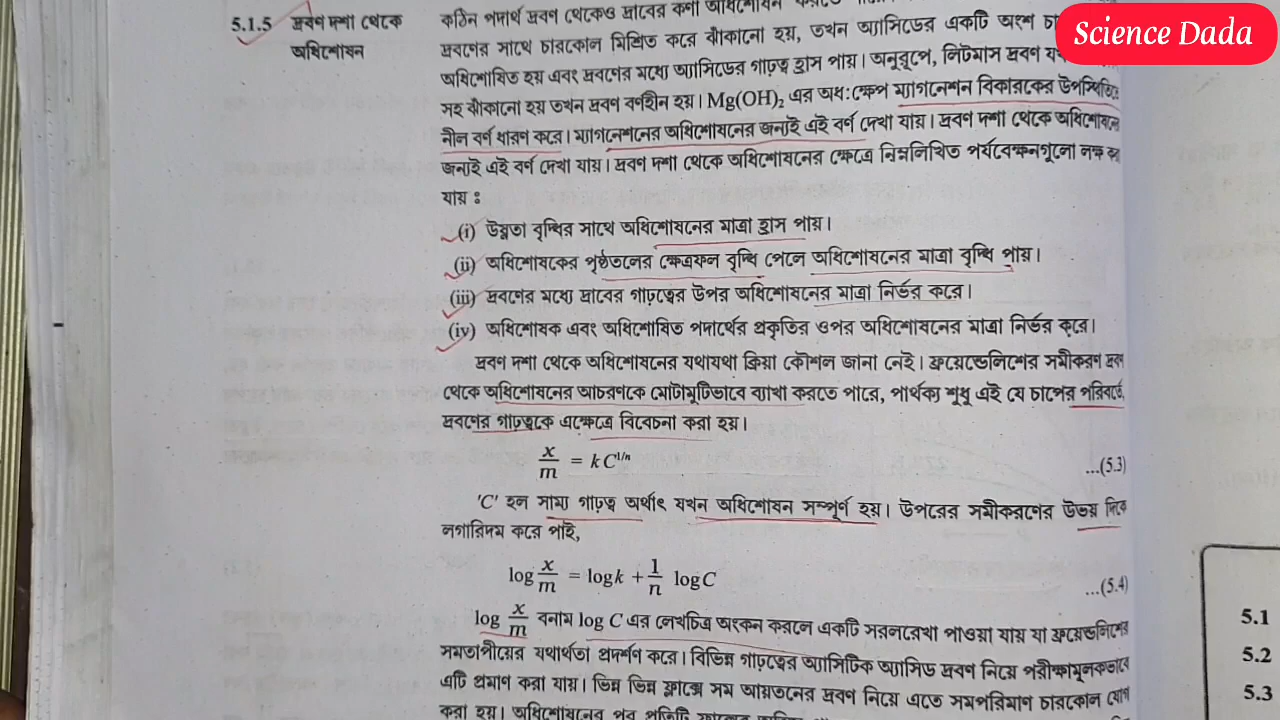 Science Dada
5.1.5 দ্রবণ দশা থেকে
অধিশোষন
কঠিন পদার্থ দ্রবণ থেকেও দ্রাবের কণা অধিশোষন
দ্রবণের সাথে চারকোল মিশ্রিত করে ঝাঁকানো হয়, তখন অ্যাসিডের একটি অংশ
অধিশোষিত হয় এবং দ্রবণের মধ্যে অ্যাসিডের গাঢ়ত্ব হ্রাস পায়। অনুরূপে, লিটমাস দ্রবণ
সহ ঝাঁকানো হয় তখন দ্রবণ বর্ণহীন হয়। Mg(OH)₂ এর অধ:ক্ষেপ ম্যাগনেশন বিকারকের উপস্থিতিতে
নীল বর্ণ ধারণ করে। ম্যাগনেশনের অধিশোষনের জন্যই এই বর্ণ দেখা যায়। দ্রবণ দশা থেকে অধিশোষনের
জন্যই এই বর্ণ দেখা যায়। দ্রবণ দশা থেকে অধিশোষনের ক্ষেত্রে নিম্নলিখিত পর্যবেক্ষনগুলো লক্ষ করা
যায় ঃ
(i) উষ্ণতা বৃদ্ধির সাথে অধিশোষনের মাত্রা হ্রাস পায়।
(ii) অধিশোষকের পৃষ্ঠতলের ক্ষেত্রফল বৃদ্ধি পেলে অধিশোষনের মাত্রা বৃদ্ধি পায়।
(iii) দ্রবণের মধ্যে দ্রাবের গাঢ়ত্বের উপর অধিশোষনের মাত্রা নির্ভর করে।
(iv) অধিশোষক এবং অধিশোষিত পদার্থের প্রকৃতির ওপর অধিশোষনের মাত্রা নির্ভর করে।
দ্রবণ দশা থেকে অধিশোষনের যথাযথা ক্রিয়া কৌশল জানা নেই। ফ্রয়েন্ডেলিশের সমীকরণ দ্রবণ
থেকে অধিশোষনের আচরণকে মোটামুটিভাবে ব্যাখা করতে পারে, পার্থক্য শুধু এই যে চাপের পরিবর্তে
দ্রবণের গাঢ়ত্বকে এক্ষেত্রে বিবেচনা করা হয়।
x/m = kC^1/n ...(5.3)
'C' হল সাম্য গাঢ়ত্ব অর্থাৎ যখন অধিশোষন সম্পূর্ণ হয়। উপরের সমীকরণের উভয় দিকে
লগারিদম করে পাই,
log x/m = logk + 1/n logC ...(5.4)
log x/m বনাম log C এর লেখচিত্র অংকন করলে একটি সরলরেখা পাওয়া যায় যা ফ্রয়েন্ডলিশের
সমতাপীয়ের যথার্থতা প্রদর্শণ করে। বিভিন্ন গাঢ়ত্বের অ্যাসিটিক অ্যাসিড দ্রবণ নিয়ে পরীক্ষামূলকভাবে
এটি প্রমাণ করা যায়। ভিন্ন ভিন্ন ফ্লাক্সে সম আয়তনের দ্রবণ নিয়ে এতে সমপরিমাণ চারকোল যোগ
করা হয়। অধিশোষনের পর প্রতিটি
5.1
5.2
5.3